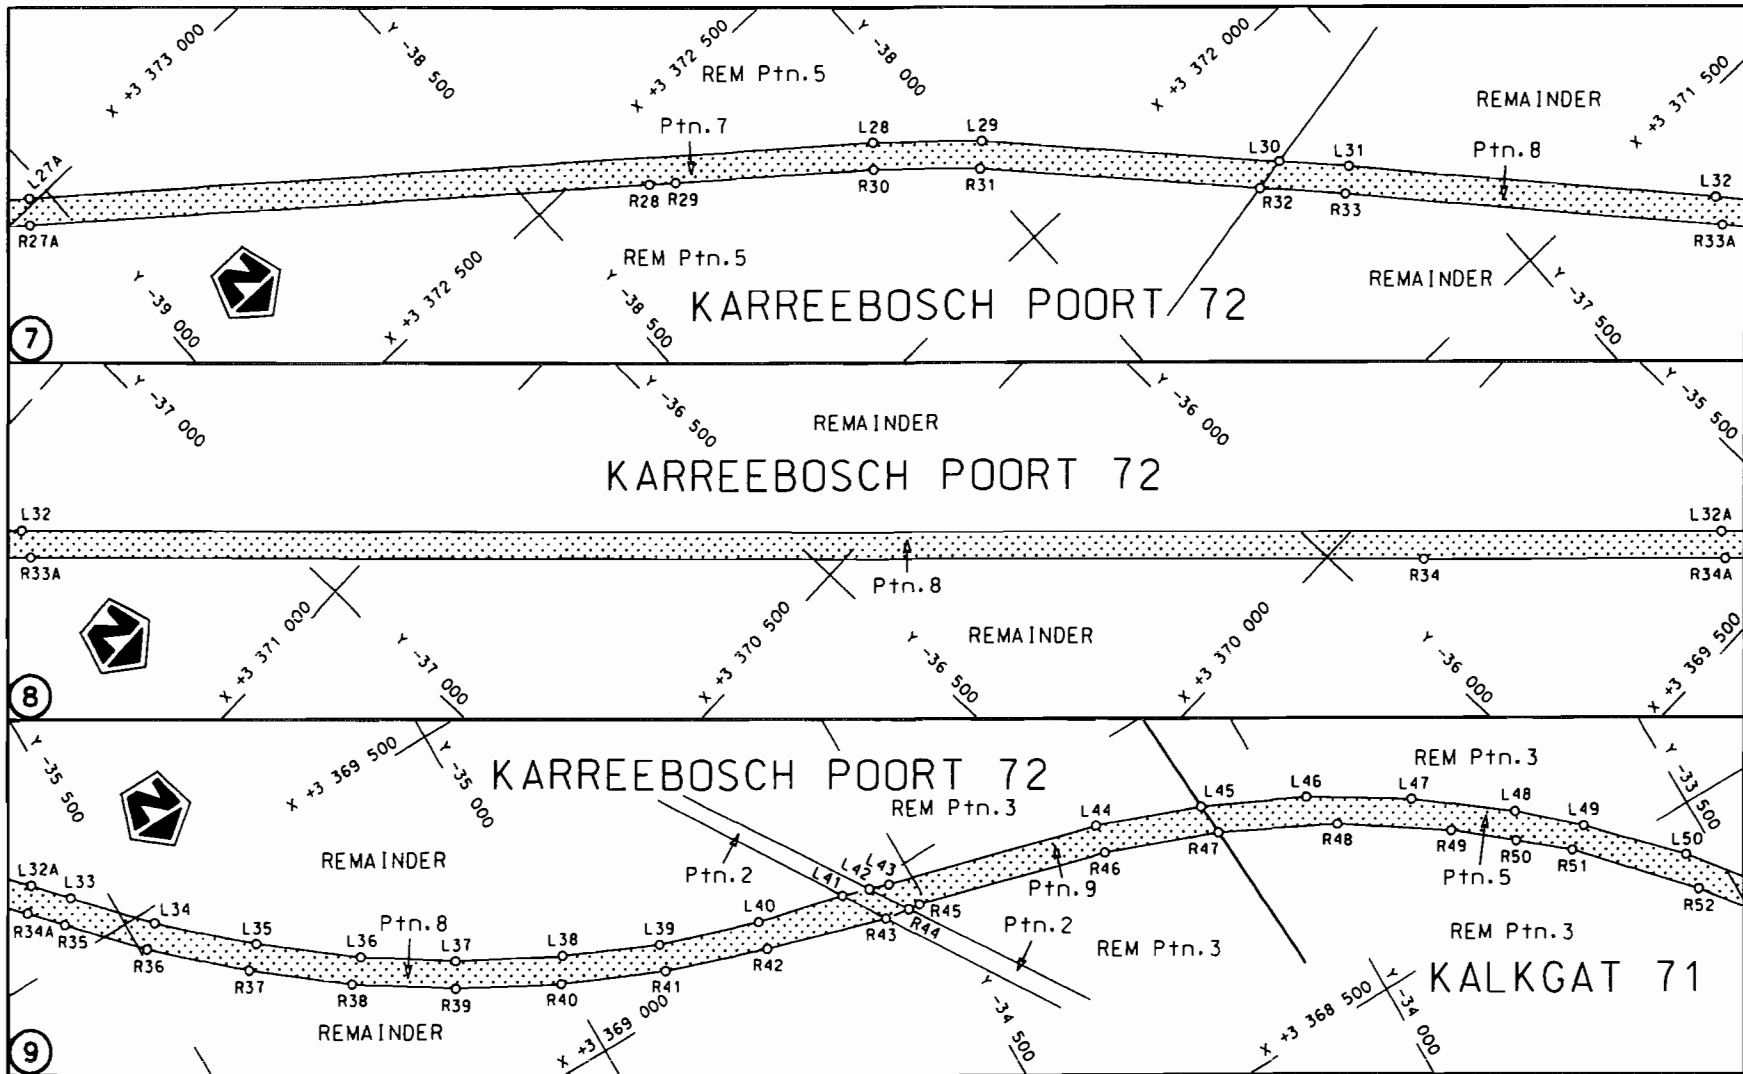 X +3 373 000
Y -38 500
X +3 372 500
REM Ptn.5
Y -38 000
X +3 372 000
REMAINDER
X +3 371 500
Ptn.7
L28
L29
L30
L31
Ptn.8
L27A
L32
R27A
R28
R29
R30
R31
R32
R33
R33A
REM Ptn.5
REMAINDER
Y -39 000
X +3 372 500
Y -38 500
KARREEBOSCH POORT 72
Y -37 500
7
Y -37 000
Y -36 500
Y -36 000
Y -35 500
REMAINDER
KARREEBOSCH POORT 72
L32
L32A
R33A
Ptn.8
R34
R34A
REMAINDER
X +3 371 000
Y -37 000
X +3 370 500
Y -36 500
X +3 370 000
Y -36 000
X +3 369 500
8
Y -35 500
X +3 369 500
Y -35 000
KARREEBOSCH POORT 72
REM Ptn.3
REM Ptn.3
Y -33 500
REMAINDER
Ptn.2
L32A
L33
L34
L35
L36
L37
L38
L39
L40
L41
L42
L43
L44
L45
L46
L47
L48
L49
L50
Ptn.8
Ptn.9
Ptn.5
R34A
R35
R36
R37
R38
R39
R40
R41
R42
R43
R44
R45
R46
R47
R48
R49
R50
R51
R52
Ptn.2
REM Ptn.3
REM Ptn.3
KALKGAT 71
REMAINDER
X +3 369 000
Y -34 500
X +3 368 500
Y -34 000
9